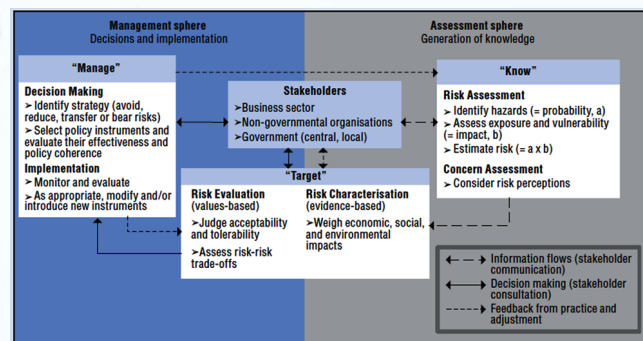 Management sphere
Decisions and implementation
Assessment sphere
Generation of knowledge
“Manage”
Decision Making
➤Identify strategy (avoid,
reduce, transfer or bear risks)
➤Select policy instruments and
evaluate their effectiveness and
policy coherence
Implementation
➤Monitor and evaluate
➤As appropriate, modify and/or
introduce new instruments
Stakeholders
➤Business sector
➤Non-governmental organisations
➤Government (central, local)
“Know”
Risk Assessment
➤Identify hazards (= probability, a)
➤Assess exposure and vulnerability
(= impact, b)
➤Estimate risk (= a x b)
Concern Assessment
➤Consider risk perceptions
“Target”
Risk Evaluation
(values-based)
➤Judge acceptability
and tolerability
➤Assess risk-risk
trade-offs
Risk Characterisation
(evidence-based)
➤Weigh economic, social,
and environmental
impacts
Information flows (stakeholder
communication)
Decision making (stakeholder
consultation)
Feedback from practice and
adjustment